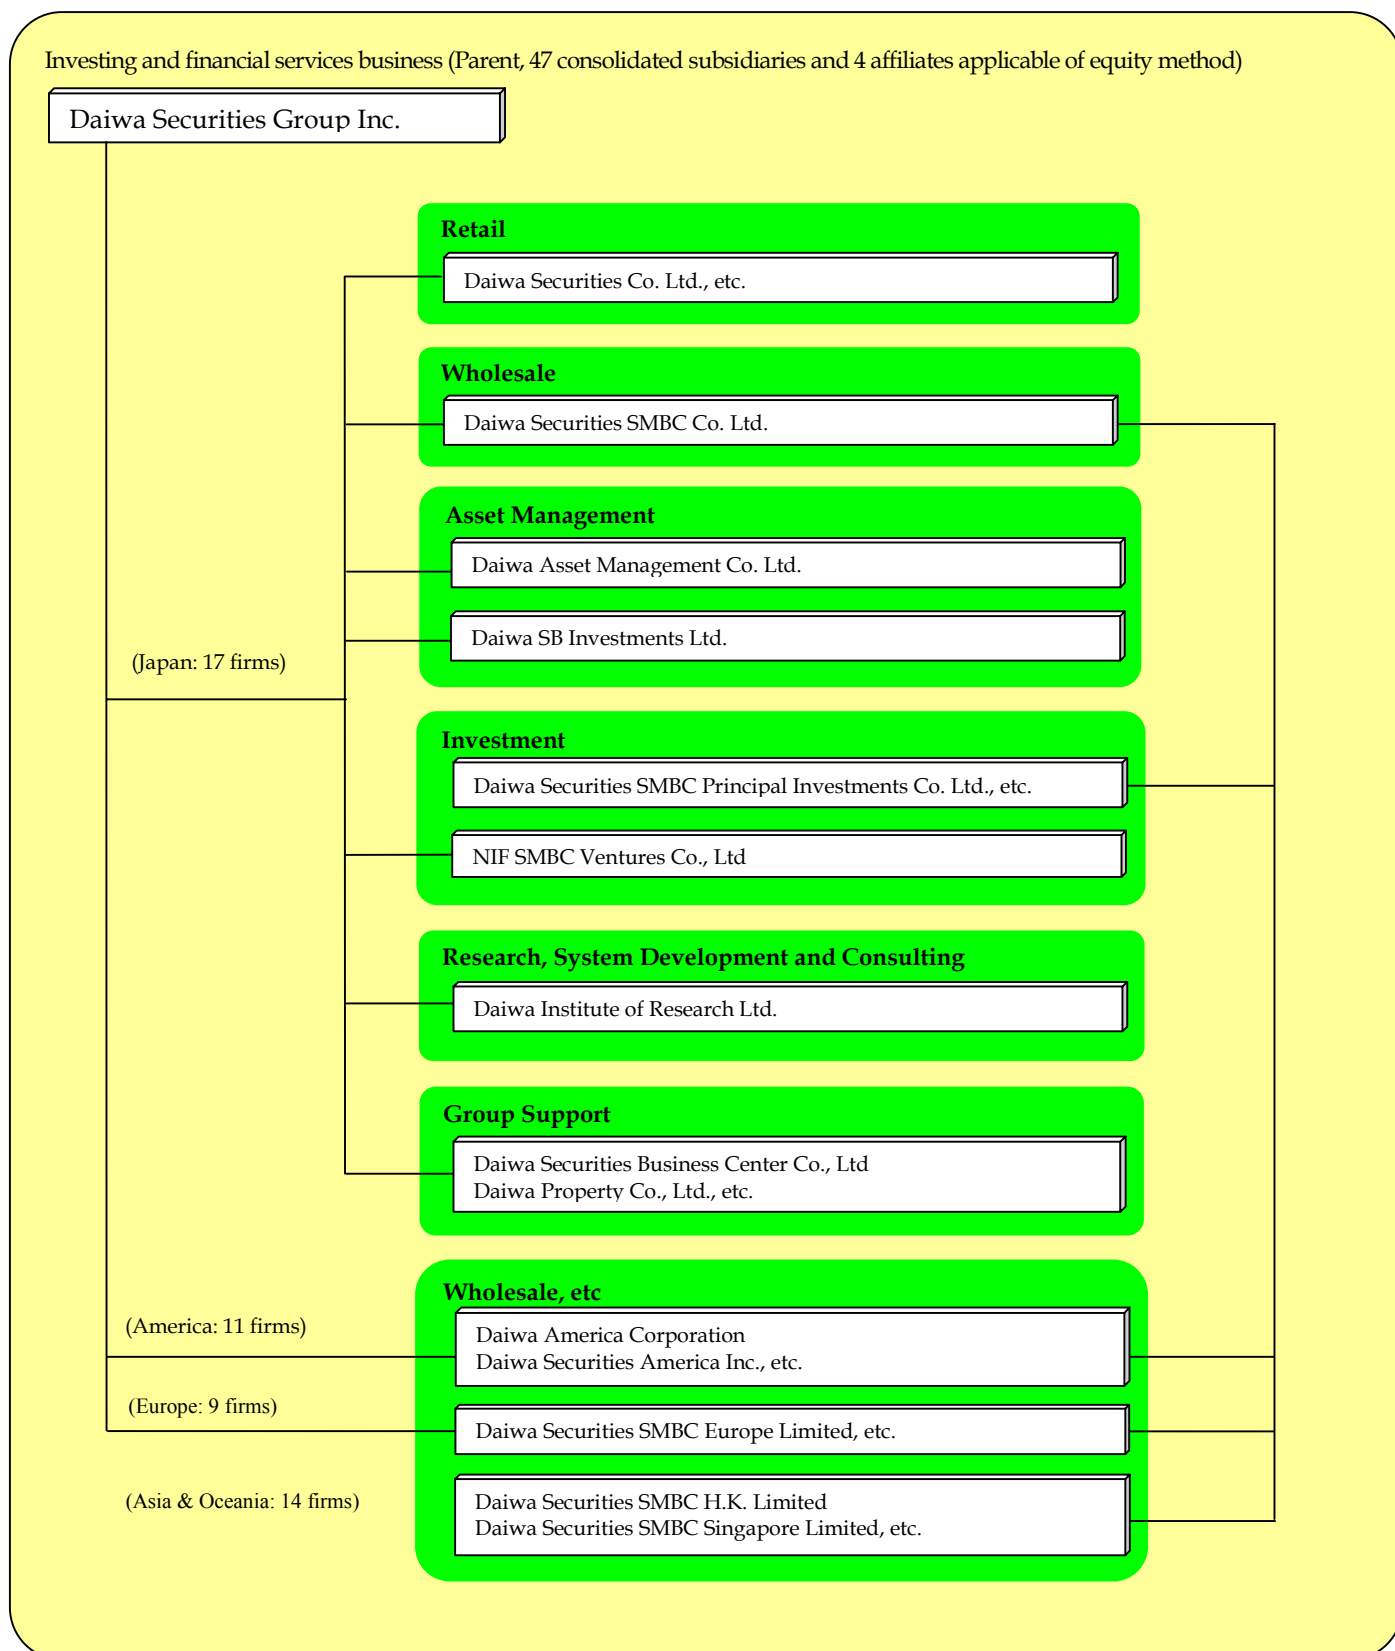 Investing and financial services business (Parent, 47 consolidated subsidiaries and 4 affiliates applicable of equity method)
Daiwa Securities Group Inc.
Retail
Daiwa Securities Co. Ltd., etc.
Wholesale
Daiwa Securities SMBC Co. Ltd.
Asset Management
Daiwa Asset Management Co. Ltd.
Daiwa SB Investments Ltd.
(Japan: 17 firms)
Investment
Daiwa Securities SMBC Principal Investments Co. Ltd., etc.
NIF SMBC Ventures Co., Ltd
Research, System Development and Consulting
Daiwa Institute of Research Ltd.
Group Support
Daiwa Securities Business Center Co., Ltd
Daiwa Property Co., Ltd., etc.
Wholesale, etc
(America: 11 firms)
Daiwa America Corporation
Daiwa Securities America Inc., etc.
(Europe: 9 firms)
Daiwa Securities SMBC Europe Limited, etc.
(Asia & Oceania: 14 firms)
Daiwa Securities SMBC H.K. Limited
Daiwa Securities SMBC Singapore Limited, etc.